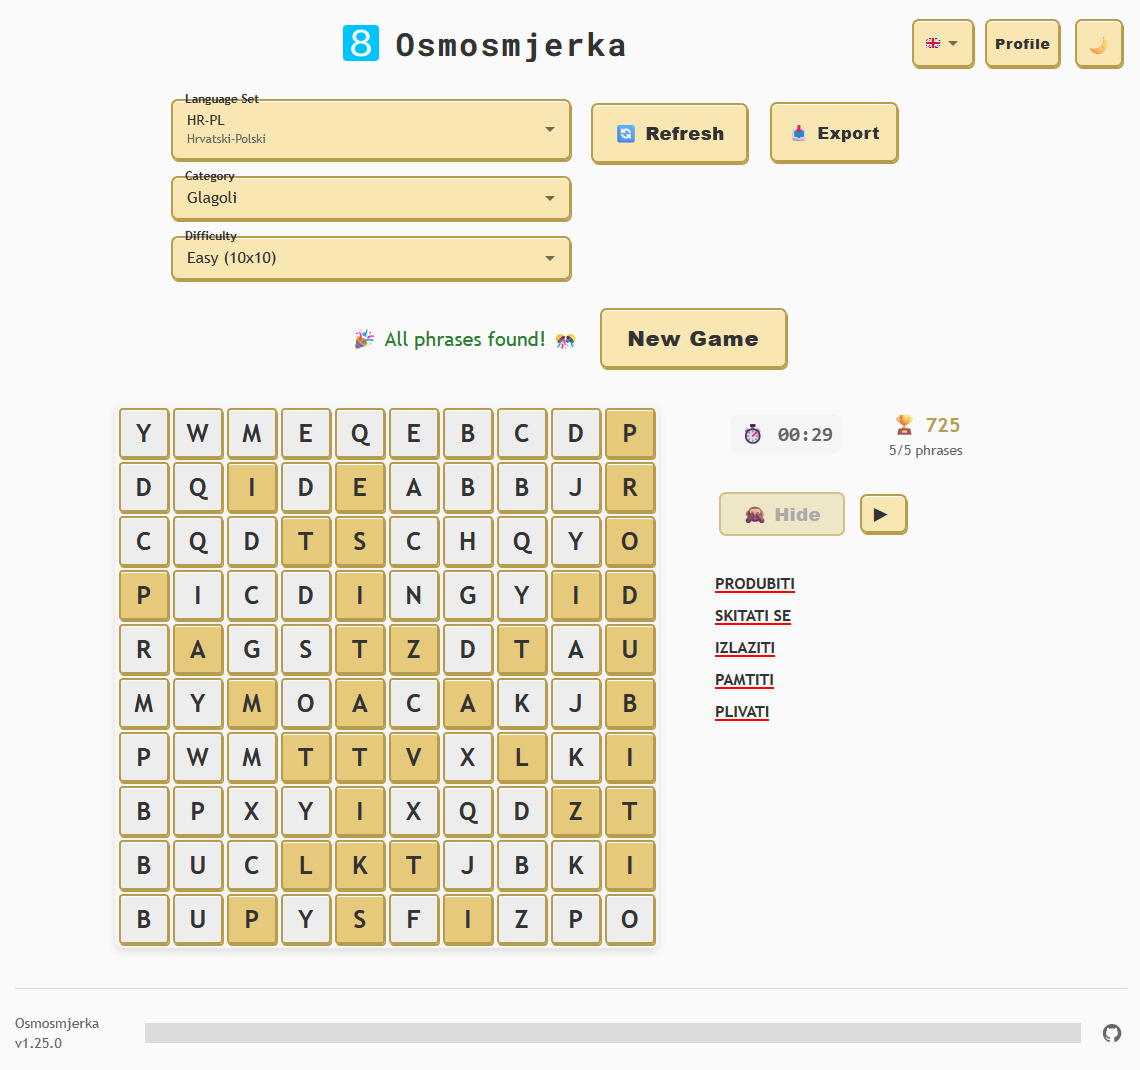 8 Osmosmjerka
Profile
Language Set
HR-PL
Hrvatski-Polski
Refresh
Export
Category
Glagoli
Difficulty
Easy (10x10)
All phrases found!
New Game
Y W M E Q E B C D P
D Q I D E A B B J R
C Q D T S C H Q Y O
P I C D I N G Y I D
R A G S T Z D T A U
M Y M O A C A K J B
P W M T T V X L K I
B P X Y I X Q D Z T
B U C L K T J B K I
B U P Y S F I Z P O
00:29
725
5/5 phrases
Hide
PRODUBITI
SKITATI SE
IZLAZITI
PAMTITI
PLIVATI
Osmosmjerka
v1.25.0